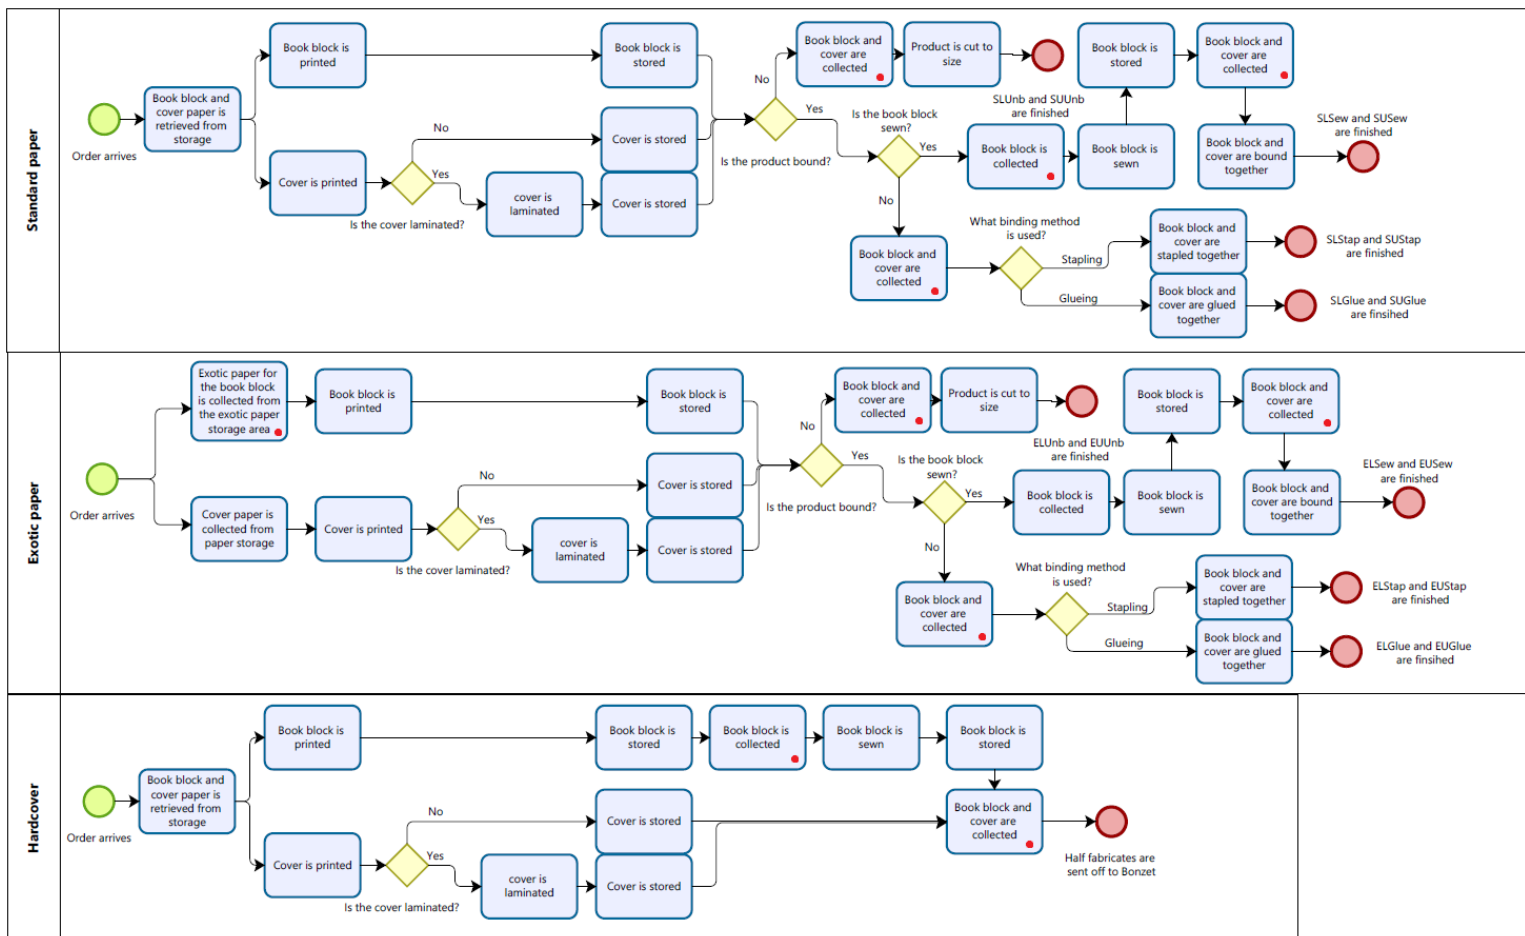 Standard paper
Order arrives
Book block and
cover paper is
retrieved from
storage
Book block is
printed
Cover is printed
Is the cover laminated?
No
Yes
cover is
laminated
Book block is
stored
Cover is stored
Cover is stored
Is the product bound?
No
Yes
Book block and
cover are
collected
Product is cut to
size
SLUnb and SUUnb
are finished
Is the book block
sewn?
Yes
No
Book block is
collected
Book block is
sewn
Book block is
stored
Book block and
cover are
collected
Book block and
cover are bound
together
SLSew and SUSew
are finished
Book block and
cover are
collected
What binding method
is used?
Stapling
Glueing
Book block and
cover are
stapled together
SLStap and SUStap
are finished
Book block and
cover are glued
together
SLGlue and SUGlue
are finsihed
Exotic paper
Order arrives
Exotic paper for
the book block
is collected from
the exotic paper
storage area
Book block is
printed
Cover paper is
collected from
paper storage
Cover is printed
Is the cover laminated?
No
Yes
cover is
laminated
Book block is
stored
Cover is stored
Cover is stored
Is the product bound?
No
Yes
Book block and
cover are
collected
Product is cut to
size
ELUnb and EUUnb
are finished
Is the book block
sewn?
Yes
No
Book block is
collected
Book block is
sewn
Book block is
stored
Book block and
cover are
collected
Book block and
cover are bound
together
ELSew and EUSew
are finished
Book block and
cover are
collected
What binding method
is used?
Stapling
Glueing
Book block and
cover are
stapled together
ELStap and EUStap
are finished
Book block and
cover are glued
together
ELGlue and EUGlue
are finsihed
Hardcover
Order arrives
Book block and
cover paper is
retrieved from
storage
Book block is
printed
Cover is printed
Is the cover laminated?
No
Yes
cover is
laminated
Book block is
stored
Book block is
collected
Book block is
sewn
Book block is
stored
Cover is stored
Cover is stored
Book block and
cover are
collected
Half fabricates are
sent off to Bonzet